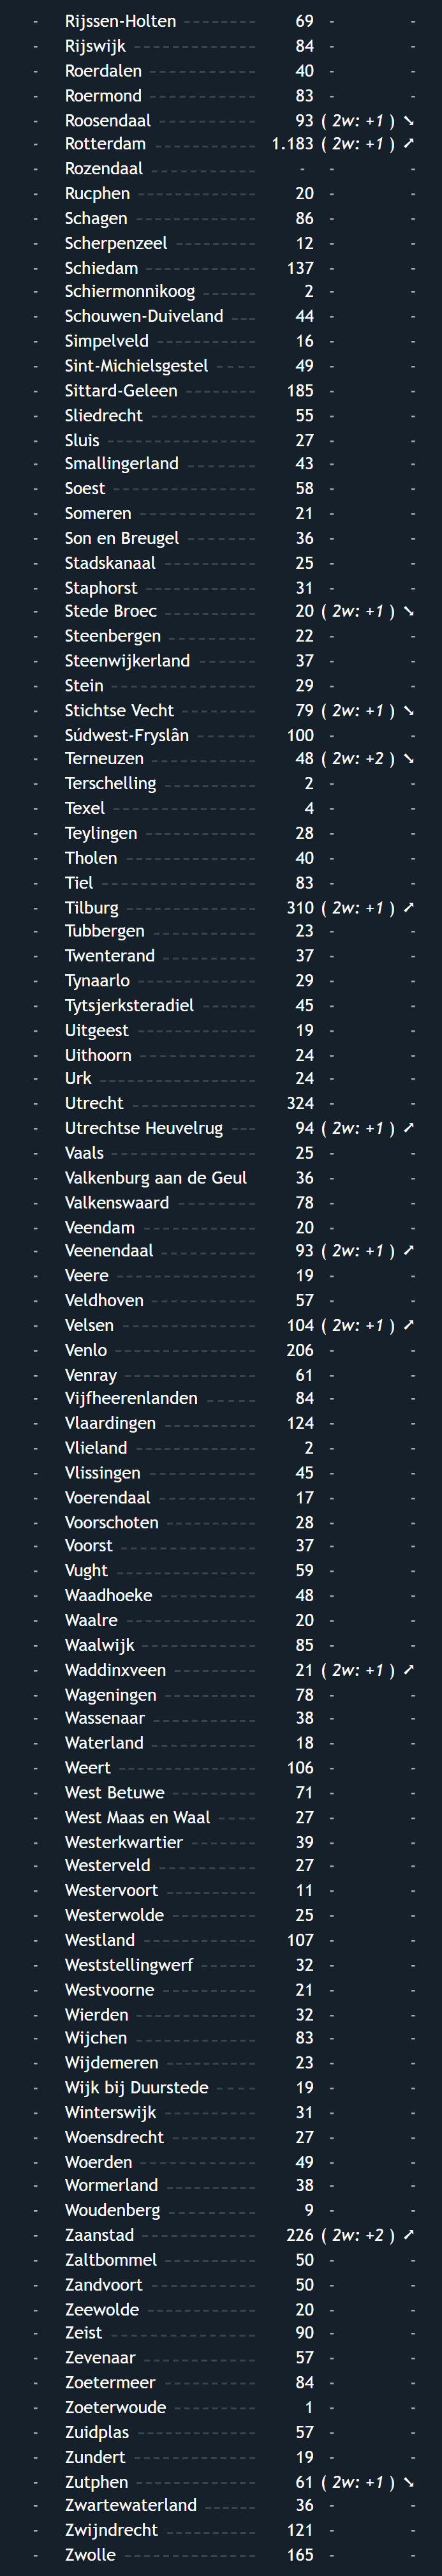 - Rijssen-Holten 69 - -
- Rijswijk 84 - -
- Roerdalen 40 - -
- Roermond 83 - -
- Roosendaal 93 ( 2w: +1 ) ➘
- Rotterdam 1.183 ( 2w: +1 ) ➚
- Rozendaal - - -
- Rucphen 20 - -
- Schagen 86 - -
- Scherpenzeel 12 - -
- Schiedam 137 - -
- Schiermonnikoog 2 - -
- Schouwen-Duiveland 44 - -
- Simpelveld 16 - -
- Sint-Michielsgestel 49 - -
- Sittard-Geleen 185 - -
- Sliedrecht 55 - -
- Sluis 27 - -
- Smallingerland 43 - -
- Soest 58 - -
- Someren 21 - -
- Son en Breugel 36 - -
- Stadskanaal 25 - -
- Staphorst 31 - -
- Stede Broec 20 ( 2w: +1 ) ➘
- Steenbergen 22 - -
- Steenwijkerland 37 - -
- Stein 29 - -
- Stichtse Vecht 79 ( 2w: +1 ) ➘
- Súdwest-Fryslân 100 - -
- Terneuzen 48 ( 2w: +2 ) ➘
- Terschelling 2 - -
- Texel 4 - -
- Teylingen 28 - -
- Tholen 40 - -
- Tiel 83 - -
- Tilburg 310 ( 2w: +1 ) ➚
- Tubbergen 23 - -
- Twenterand 37 - -
- Tynaarlo 29 - -
- Tytsjerksteradiel 45 - -
- Uitgeest 19 - -
- Uithoorn 24 - -
- Urk 24 - -
- Utrecht 324 - -
- Utrechtse Heuvelrug 94 ( 2w: +1 ) ➚
- Vaals 25 - -
- Valkenburg aan de Geul 36 - -
- Valkenswaard 78 - -
- Veendam 20 - -
- Veenendaal 93 ( 2w: +1 ) ➚
- Veere 19 - -
- Veldhoven 57 - -
- Velsen 104 ( 2w: +1 ) ➚
- Venlo 206 - -
- Venray 61 - -
- Vijfheerenlanden 84 - -
- Vlaardingen 124 - -
- Vlieland 2 - -
- Vlissingen 45 - -
- Voerendaal 17 - -
- Voorschoten 28 - -
- Voorst 37 - -
- Vught 59 - -
- Waadhoeke 48 - -
- Waalre 20 - -
- Waalwijk 85 - -
- Waddinxveen 21 ( 2w: +1 ) ➚
- Wageningen 78 - -
- Wassenaar 38 - -
- Waterland 18 - -
- Weert 106 - -
- West Betuwe 71 - -
- West Maas en Waal 27 - -
- Westerkwartier 39 - -
- Westerveld 27 - -
- Westervoort 11 - -
- Westerwolde 25 - -
- Westland 107 - -
- Weststellingwerf 32 - -
- Westvoorne 21 - -
- Wierden 32 - -
- Wijchen 83 - -
- Wijdemeren 23 - -
- Wijk bij Duurstede 19 - -
- Winterswijk 31 - -
- Woensdrecht 27 - -
- Woerden 49 - -
- Wormerland 38 - -
- Woudenberg 9 - -
- Zaanstad 226 ( 2w: +2 ) ➚
- Zaltbommel 50 - -
- Zandvoort 50 - -
- Zeewolde 20 - -
- Zeist 90 - -
- Zevenaar 57 - -
- Zoetermeer 84 - -
- Zoeterwoude 1 - -
- Zuidplas 57 - -
- Zundert 19 - -
- Zutphen 61 ( 2w: +1 ) ➘
- Zwartewaterland 36 - -
- Zwijndrecht 121 - -
- Zwolle 165 - -